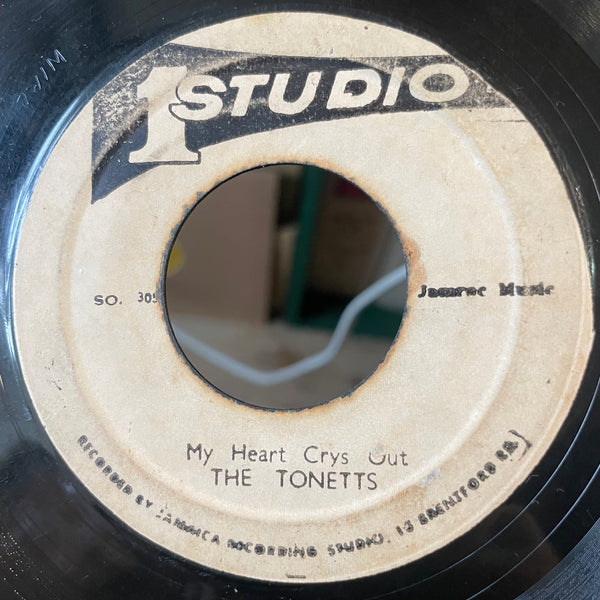 1 STUDIO
SO. 305
Jamrec Music
My Heart Crys Out
THE TONETTS
RECORDED BY JAMAICA RECORDING STUDIO, 13 BRENTFORD RD.